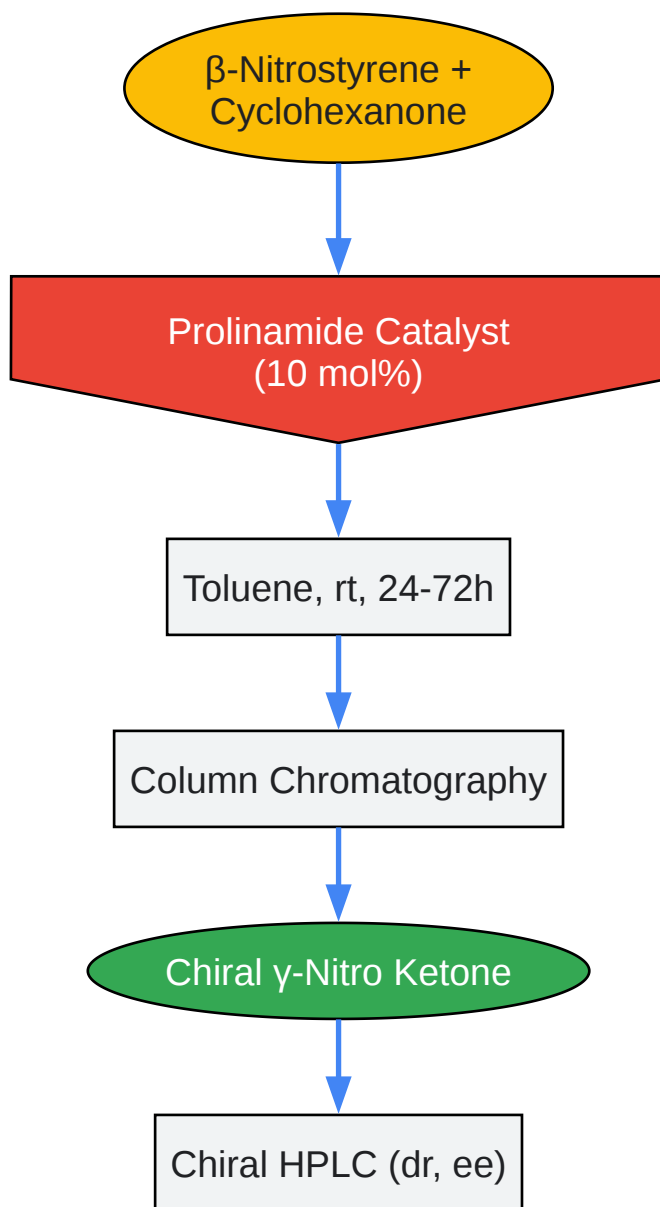 β-Nitrostyrene +
Cyclohexanone
Prolinamide Catalyst
(10 mol%)
Toluene, rt, 24-72h
Column Chromatography
Chiral γ-Nitro Ketone
Chiral HPLC (dr, ee)